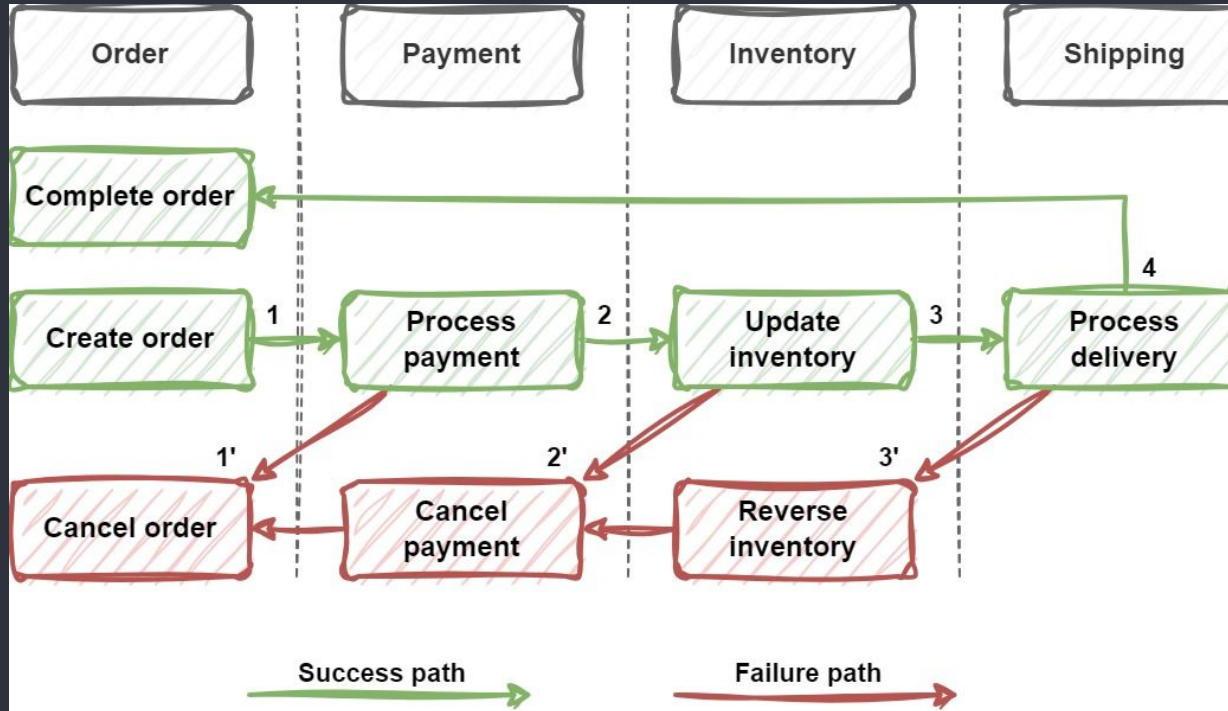 Order
Payment
Inventory
Shipping
Complete order
4
Create order
1
Process
payment
2
Update
inventory
3
Process
delivery
1'
2'
3'
Cancel order
Cancel
payment
Reverse
inventory
Success path
Failure path